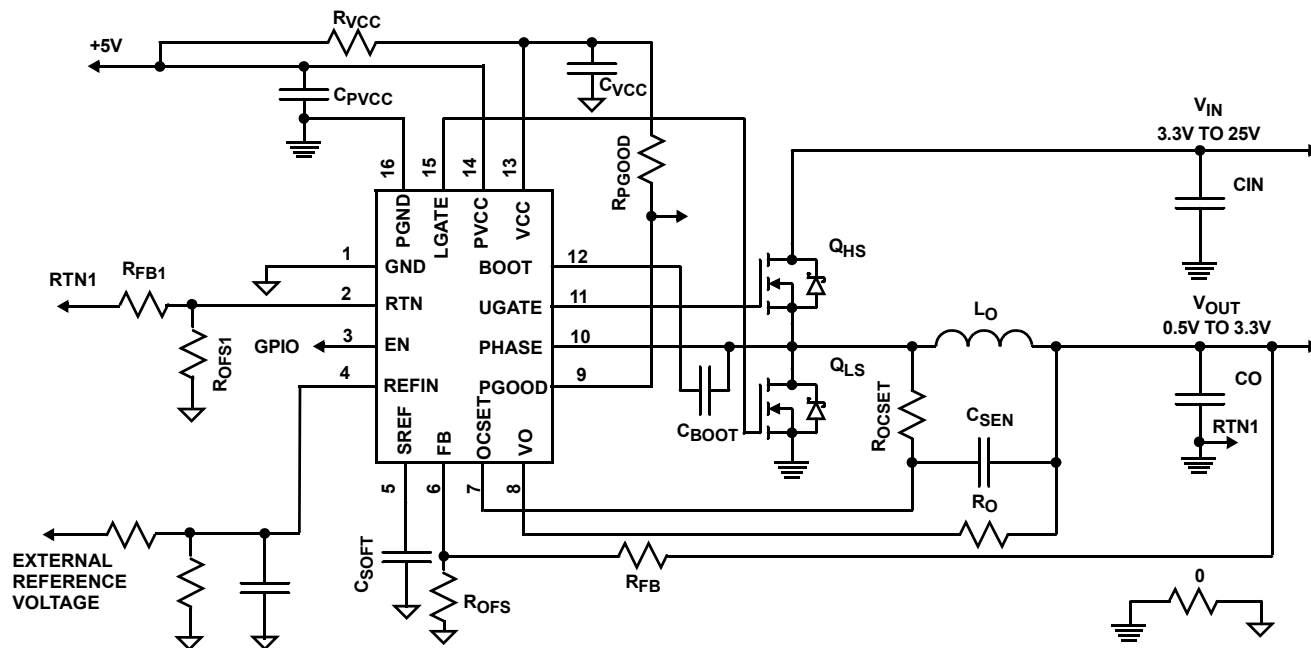 RVCC
+5V
CPVCC
CVCC
VIN
3.3V TO 25V
CIN
RPGOOD
16
15
14
13
PGND
LGATE
PVCC
VCC
1
GND
BOOT
12
QHS
RTN1
RFB1
2
RTN
UGATE
11
VOUT
0.5V TO 3.3V
LO
GPIO
3
EN
PHASE
10
QLS
ROFS1
4
REFIN
PGOOD
9
CO
CBOOT
ROCSET
CSEN
RTN1
SREF
FB
OCSET
VO
5
6
7
8
RO
EXTERNAL
REFERENCE
VOLTAGE
CSOFT
ROFS
RFB
0